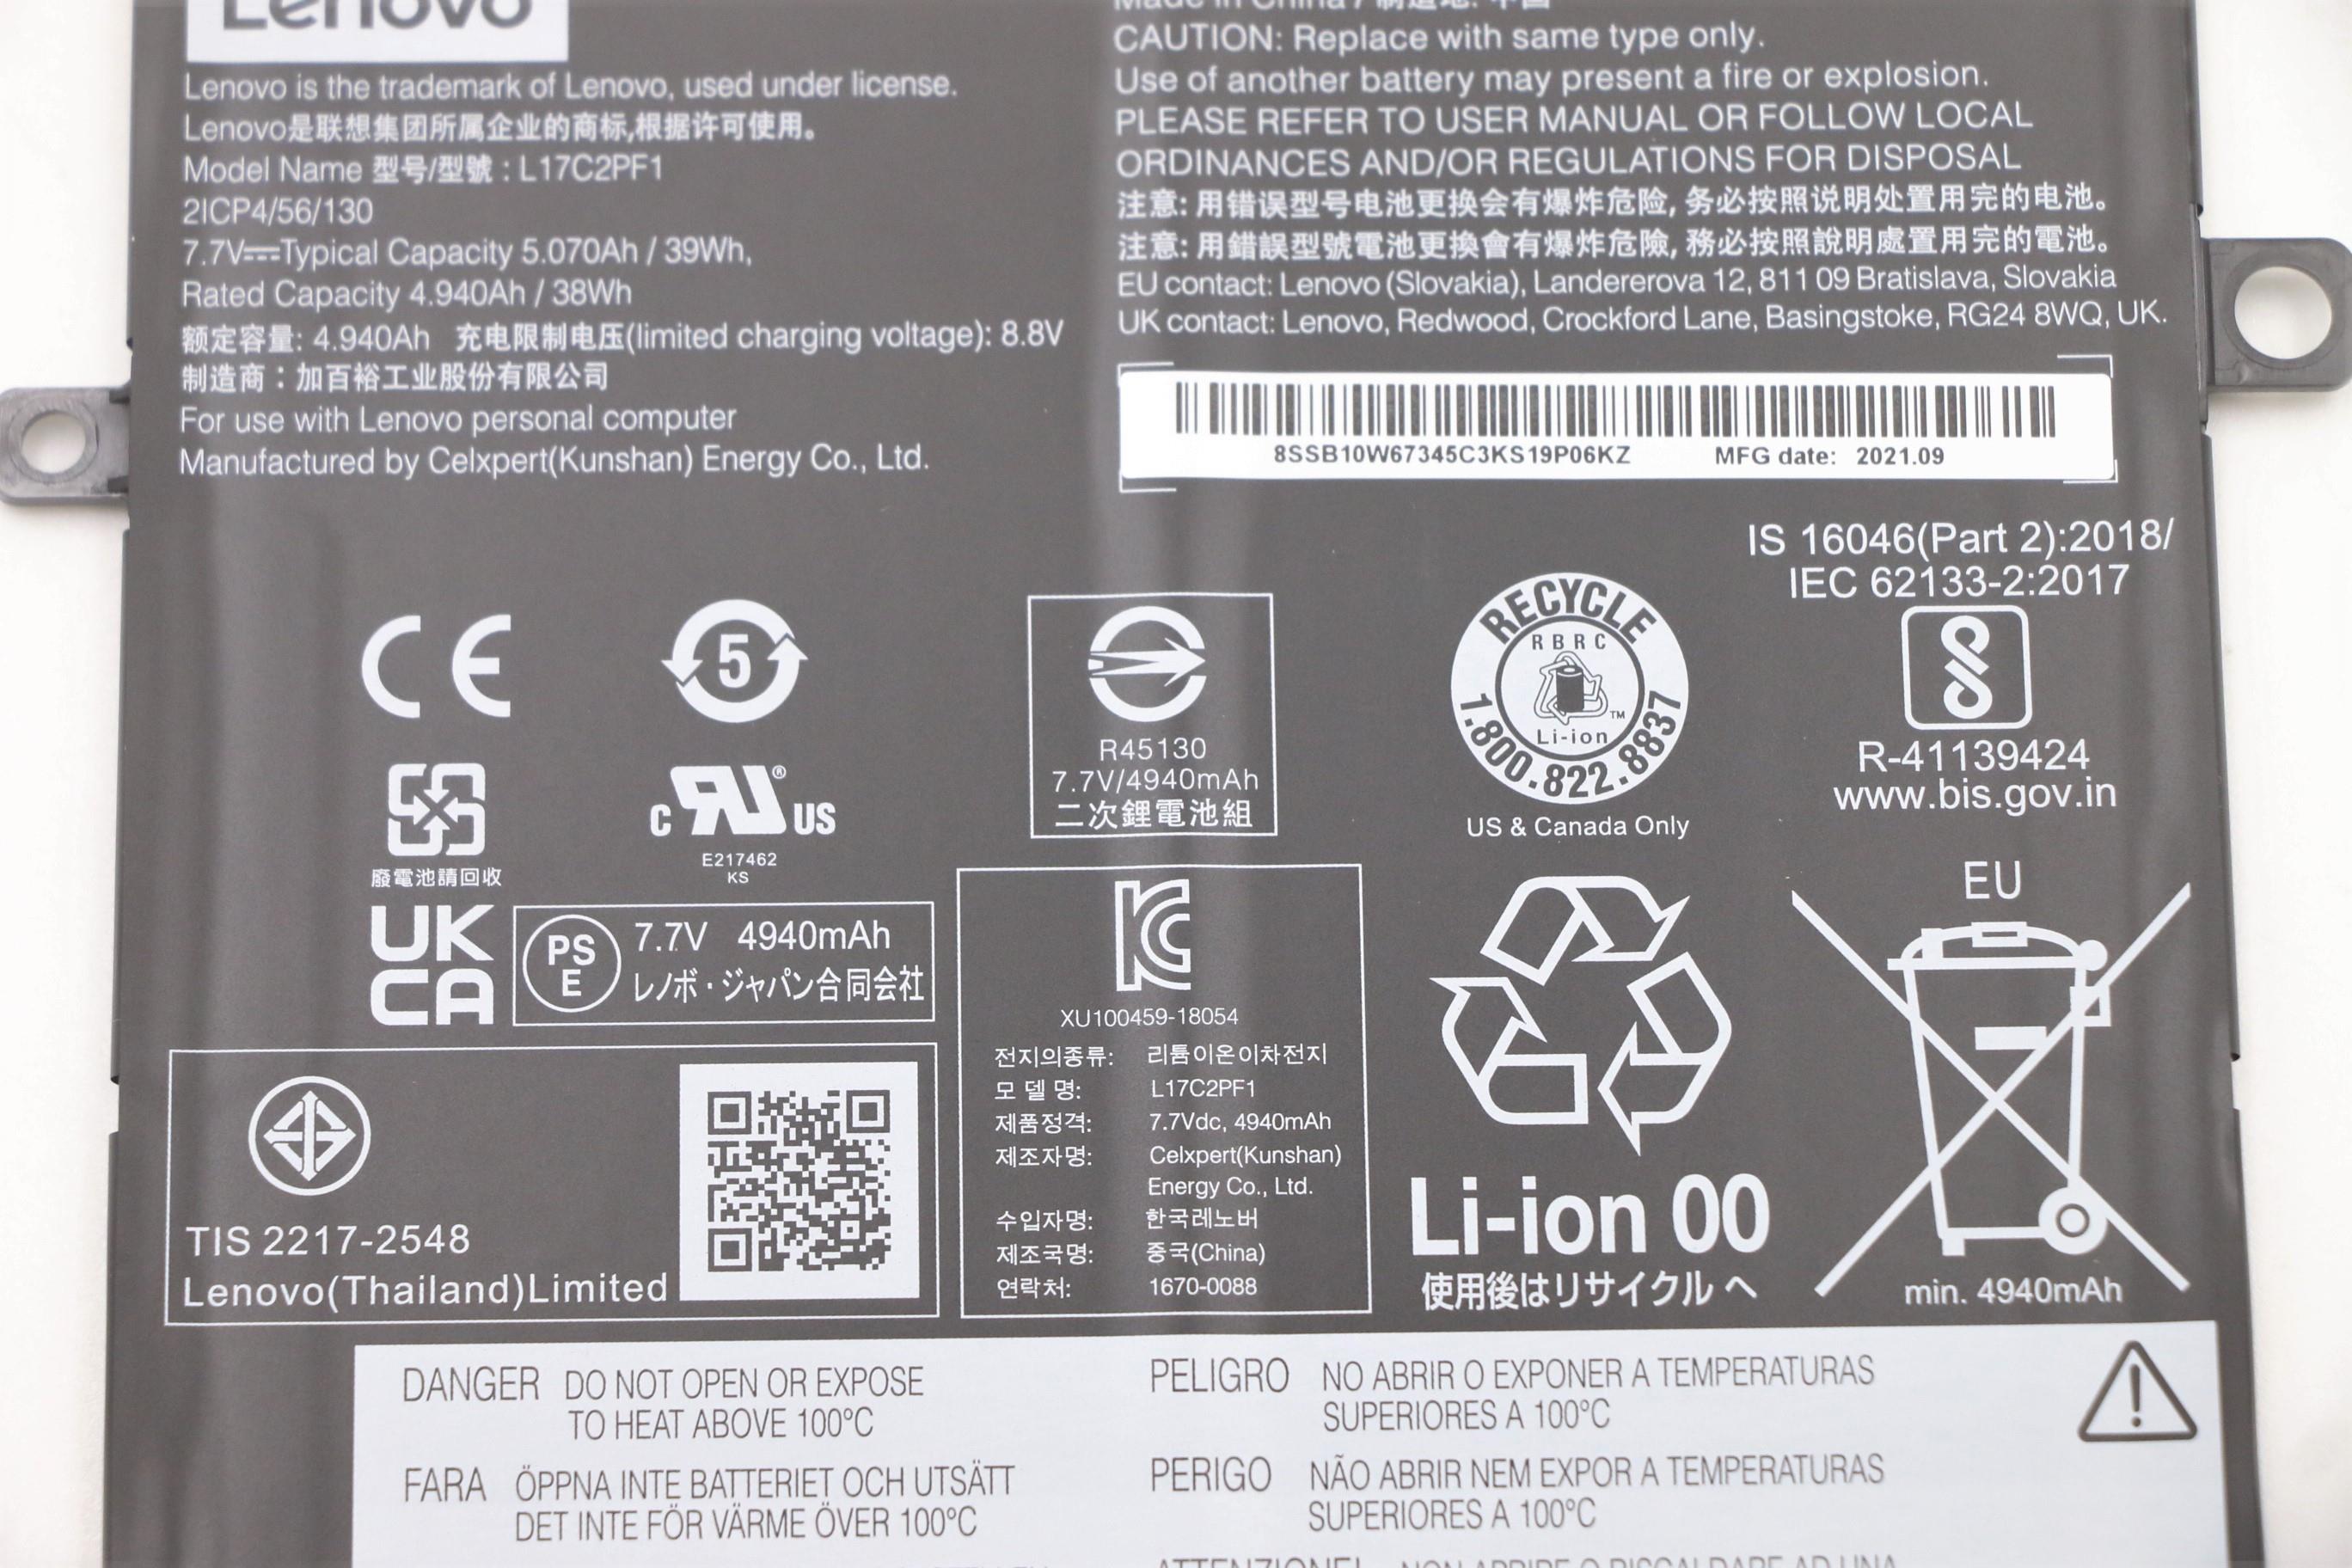 Lenovo
Lenovo is the trademark of Lenovo, used under license.
Lenovo是联想集团所属企业的商标,根据许可使用。
Model Name 型号/型號 : L17C2PF1
2ICP4/56/130
7.7V⎓Typical Capacity 5.070Ah / 39Wh,
Rated Capacity 4.940Ah / 38Wh
额定容量: 4.940Ah 充电限制电压(limited charging voltage): 8.8V
制造商：加百裕工业股份有限公司
For use with Lenovo personal computer
Manufactured by Celxpert(Kunshan) Energy Co., Ltd.
Made in China / 制造地: 中国
CAUTION: Replace with same type only.
Use of another battery may present a fire or explosion.
PLEASE REFER TO USER MANUAL OR FOLLOW LOCAL
ORDINANCES AND/OR REGULATIONS FOR DISPOSAL
注意: 用错误型号电池更换会有爆炸危险, 务必按照说明处置用完的电池。
注意: 用錯誤型號電池更換會有爆炸危險, 務必按照說明處置用完的電池。
EU contact: Lenovo (Slovakia), Landererova 12, 811 09 Bratislava, Slovakia
UK contact: Lenovo, Redwood, Crockford Lane, Basingstoke, RG24 8WQ, UK.
8SSB10W67345C3KS19P06KZ MFG date: 2021.09
IS 16046(Part 2):2018/
IEC 62133-2:2017
CE
5
R45130
7.7V/4940mAh
二次鋰電池組
RECYCLE
RBRC
Li-ion
TM
1.800.822.8837
US & Canada Only
R-41139424
www.bis.gov.in
廢電池請回收
c RU ® US
E217462
KS
UK
CA
PS
E
7.7V 4940mAh
レノボ・ジャパン合同会社
KC
XU100459-18054
전지의종류: 리튬이온이차전지
모 델 명: L17C2PF1
제품정격: 7.7Vdc, 4940mAh
제조자명: Celxpert(Kunshan)
Energy Co., Ltd.
수입자명: 한국레노버
제조국명: 중국(China)
연락처: 1670-0088
Li-ion 00
使用後はリサイクルへ
EU
min. 4940mAh
TIS 2217-2548
Lenovo(Thailand)Limited
DANGER DO NOT OPEN OR EXPOSE
TO HEAT ABOVE 100°C
FARA ÖPPNA INTE BATTERIET OCH UTSÄTT
DET INTE FÖR VÄRME ÖVER 100°C
PELIGRO NO ABRIR O EXPONER A TEMPERATURAS
SUPERIORES A 100°C
PERIGO NÃO ABRIR NEM EXPOR A TEMPERATURAS
SUPERIORES A 100°C
ATTENZIONE! NON APRIRE O RISCALDARE AD UNA